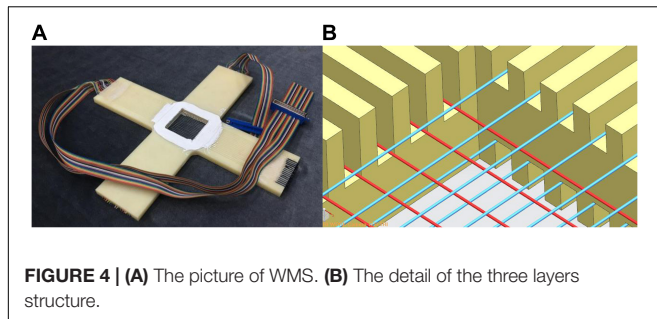 A
B
FIGURE 4 | (A) The picture of WMS. (B) The detail of the three layers
structure.